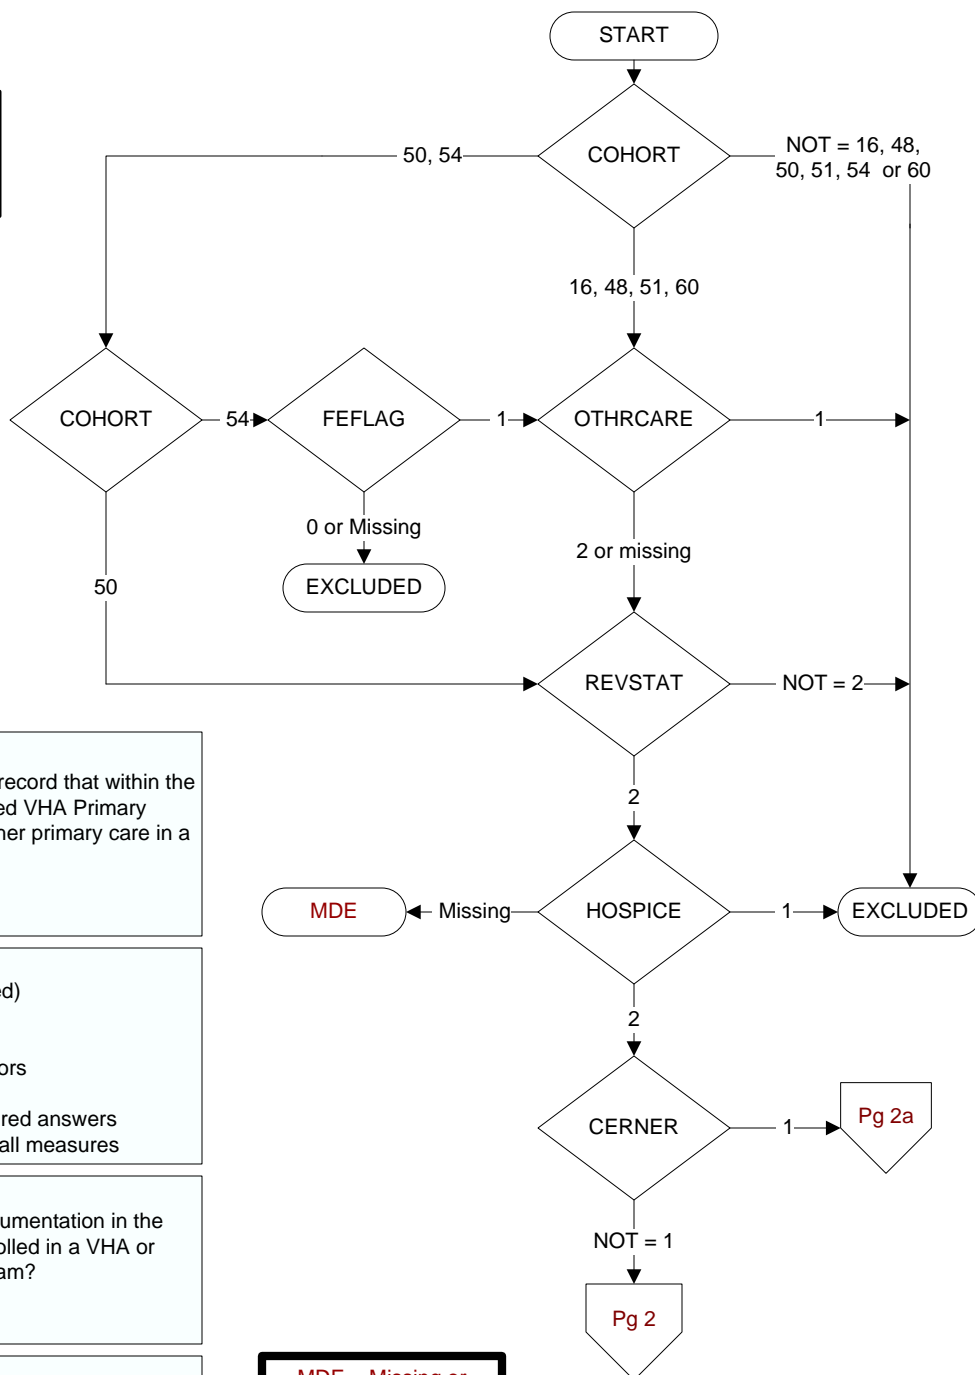 START
COHORT
50, 54
NOT = 16, 48,
50, 51, 54 or 60
16, 48, 51, 60
COHORT
54
FEFLAG
1
OTHRCARE
1
0 or Missing
EXCLUDED
2 or missing
50
REVSTAT
NOT = 2
2
record that within the
ed VHA Primary
her primary care in a
MDE
Missing
HOSPICE
1
EXCLUDED
ed)
ors
red answers
all measures
2
CERNER
1
Pg 2a
umentation in the
olled in a VHA or
am?
NOT = 1
Pg 2
MDE = Missing or